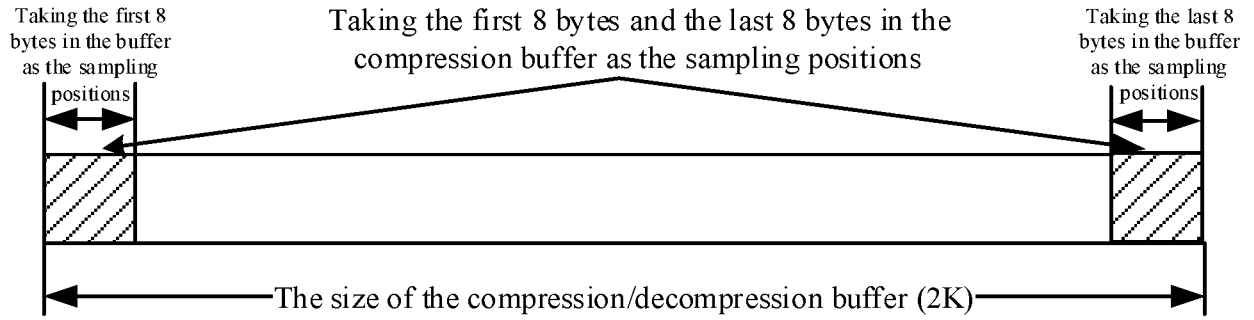 Taking the first 8
bytes in the buffer
as the sampling
positions
Taking the first 8 bytes and the last 8 bytes in the
compression buffer as the sampling positions
Taking the last 8
bytes in the buffer
as the sampling
positions
The size of the compression/decompression buffer (2K)